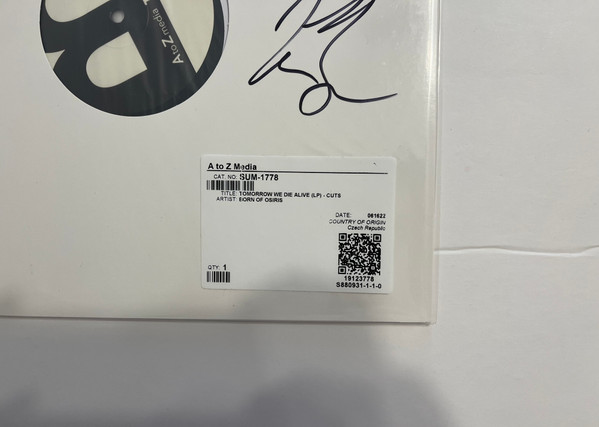 A to Z media
A to Z Media
CAT. NO: SUM-1778
TITLE: TOMORROW WE DIE ALIVE (LP) - CUTS
ARTIST: BORN OF OSIRIS
DATE: 061622
COUNTRY OF ORIGIN
Czech Republic
QTY: 1
19123778
S880931-1-1-0